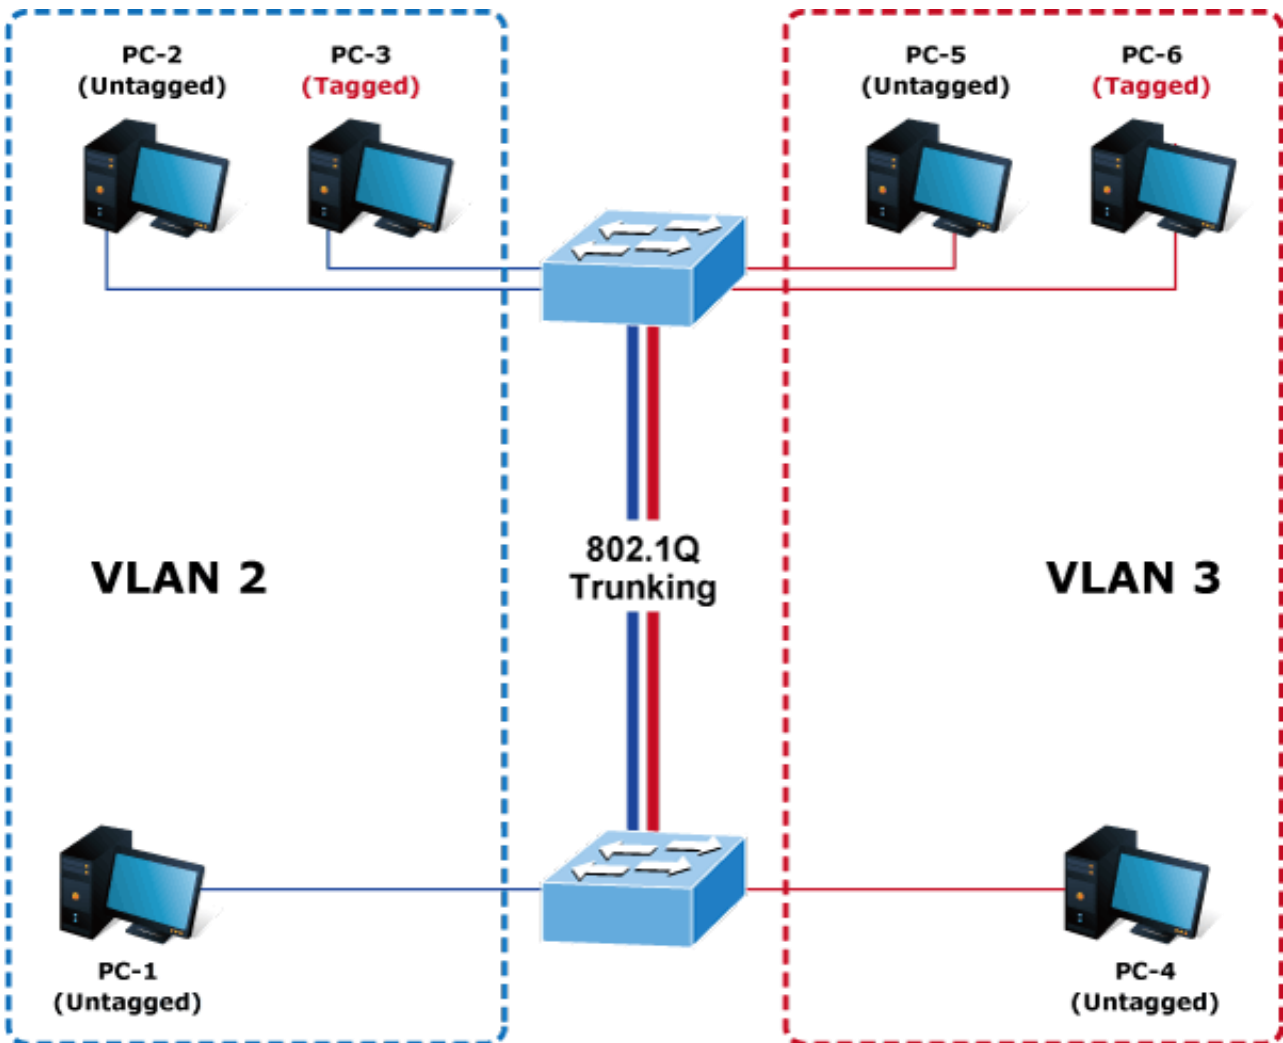 PC-2
(Untagged)
PC-3
(Tagged)
PC-5
(Untagged)
PC-6
(Tagged)
802.1Q
Trunking
VLAN 2
VLAN 3
PC-1
(Untagged)
PC-4
(Untagged)